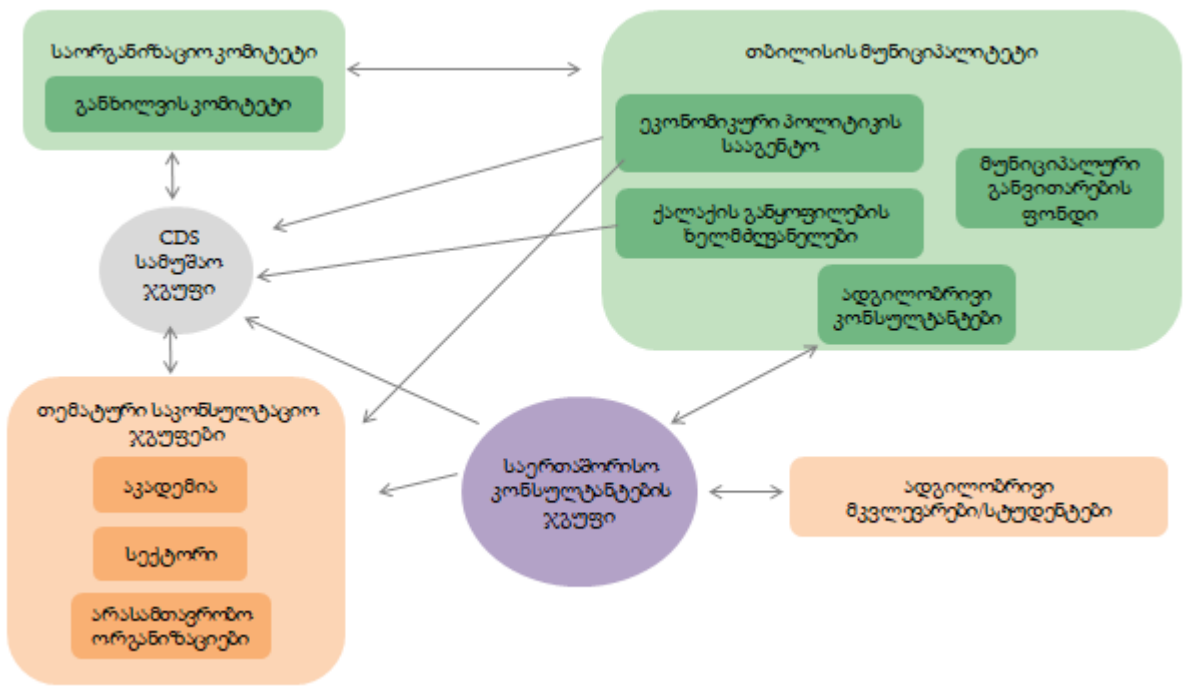 საორგანიზაციო კომიტეტი
განხილვის კომიტეტი
თბილისის მუნიციპალიტეტი
ეკონომიკური პოლიტიკის
სააგენტო
მუნიციპალური
განვითარების
ფონდი
ქალაქის განყოფილების
ხელმძღვანელები
ადგილობრივი
კონსულტანტები
CDS
სამუშაო
ჯგუფი
თემატური საკონსულტაციო
ჯგუფები
აკადემია
სექტორი
არასამთავრობო
ორგანიზაციები
საერთაშორისო
კონსულტანტების
ჯგუფი
ადგილობრივი
მკვლევარები/სტუდენტები